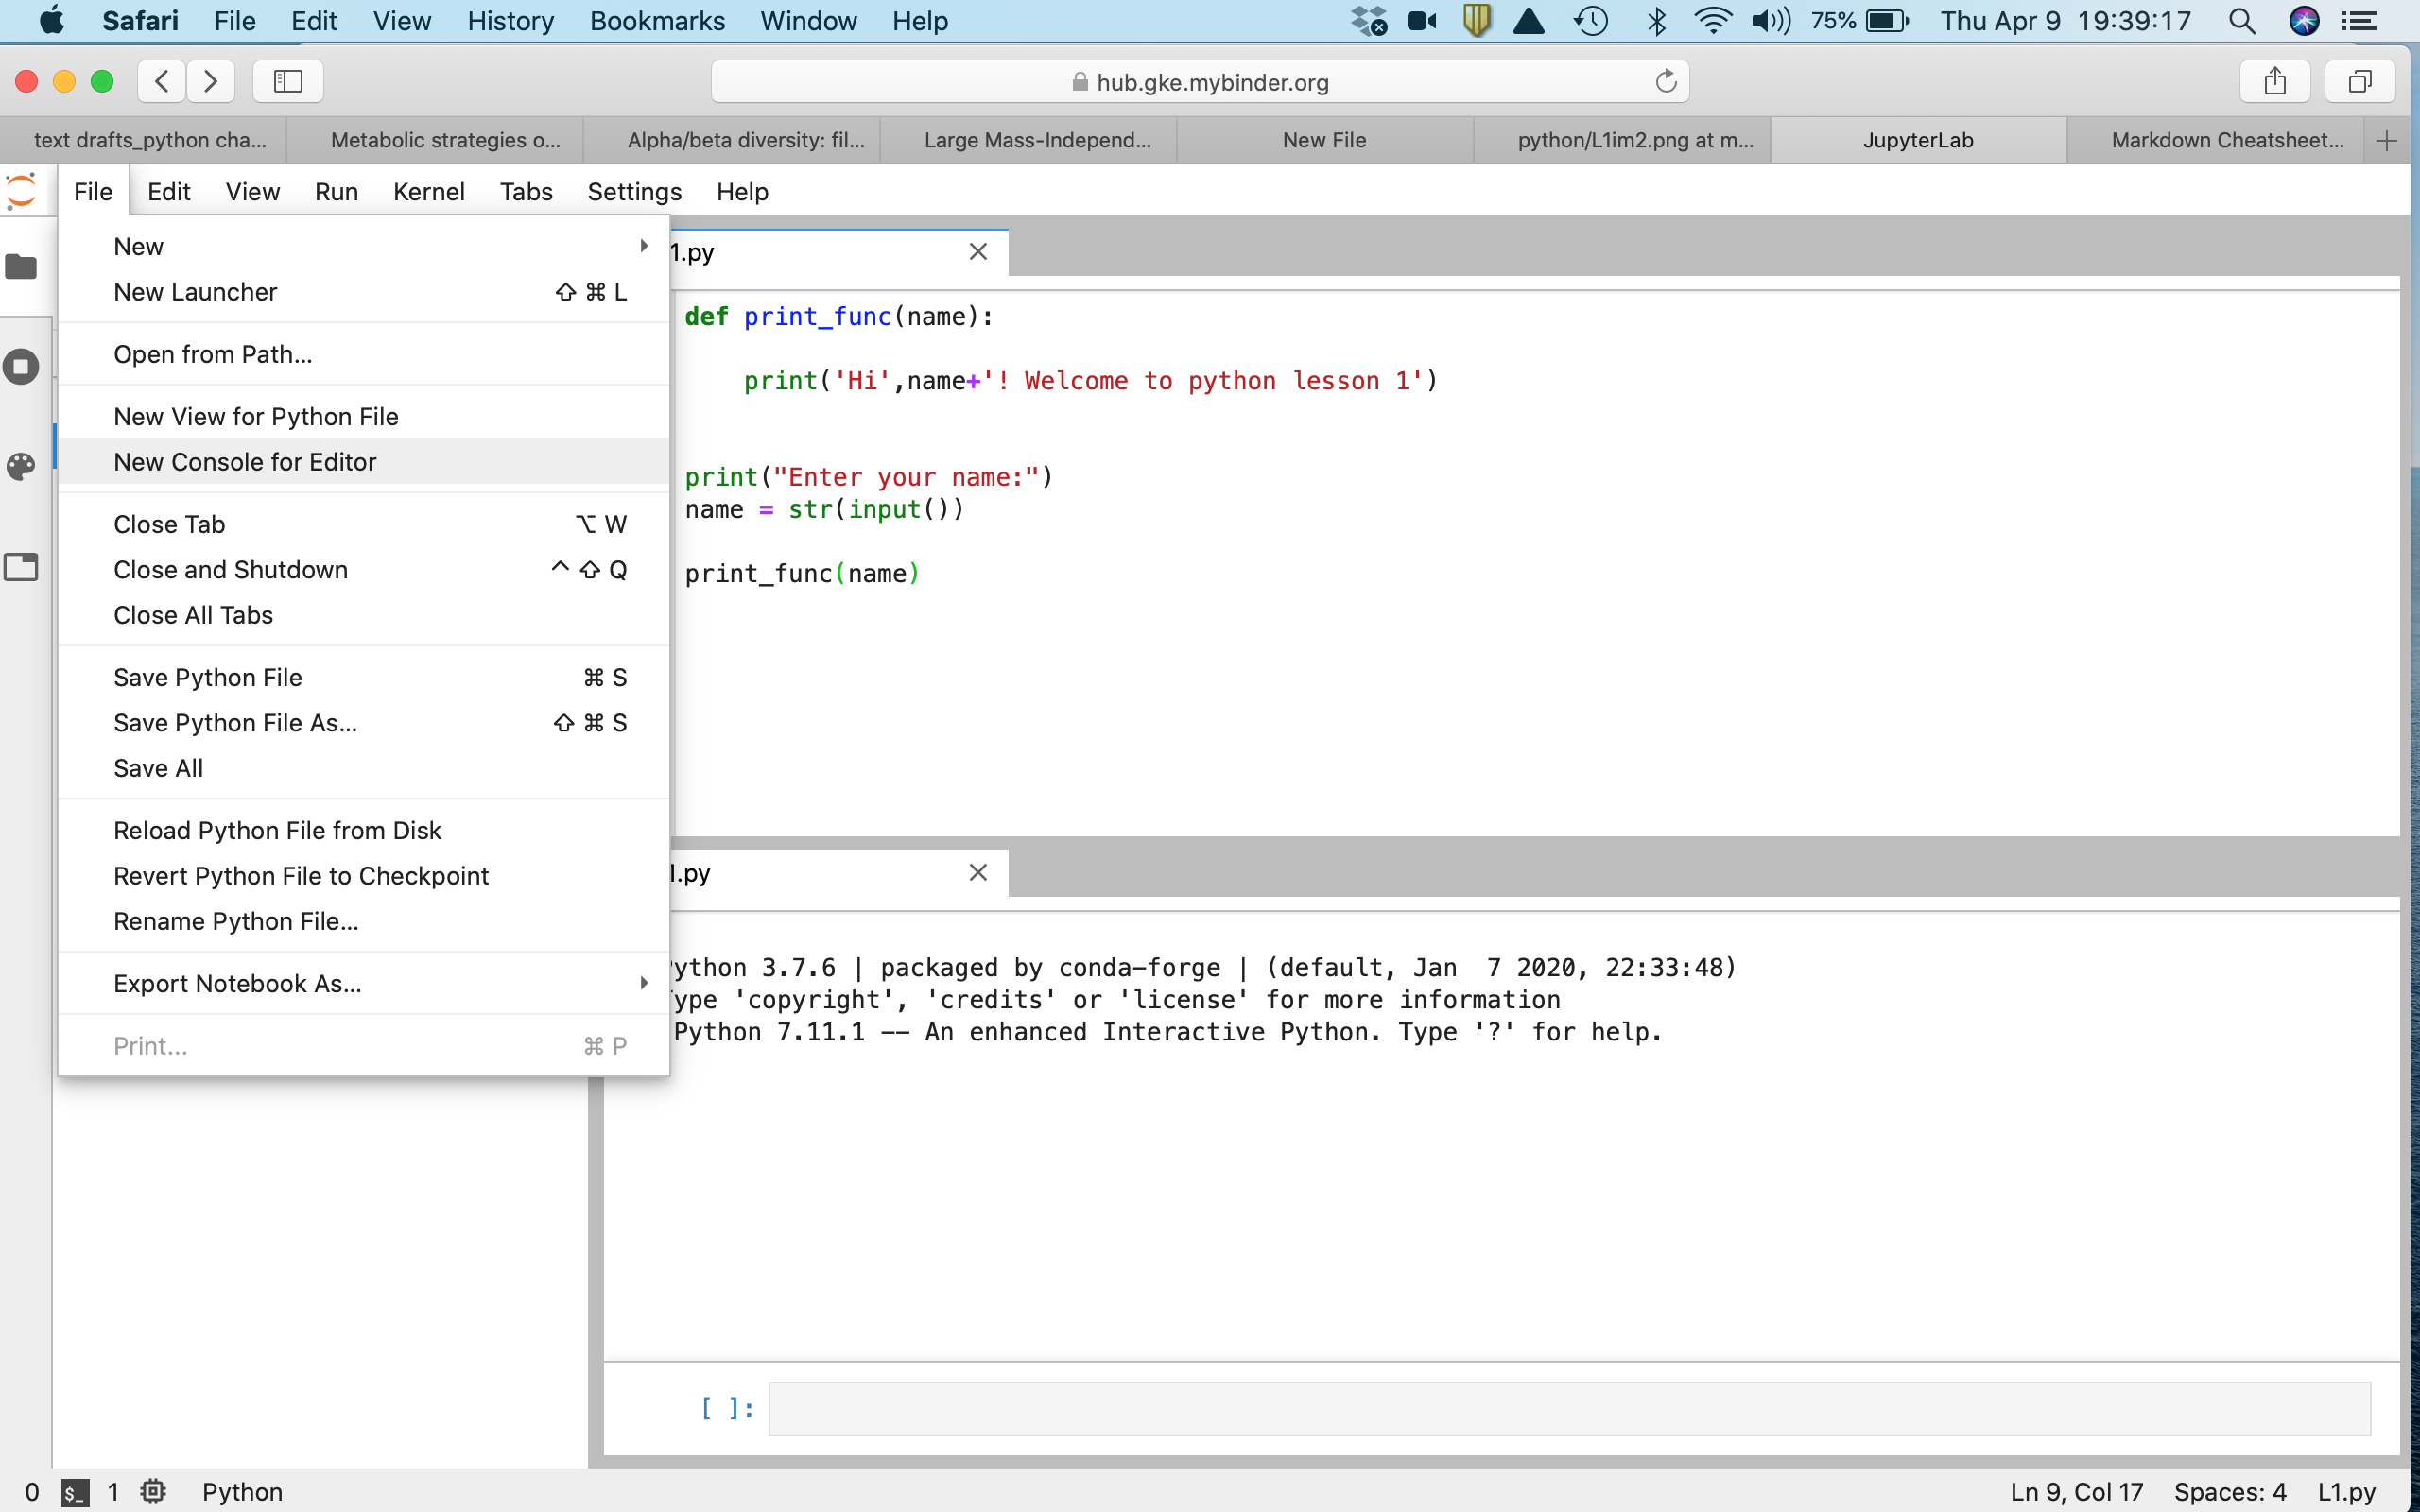 Safari File Edit View History Bookmarks Window Help 75% Thu Apr 9 19:39:17
hub.gke.mybinder.org
text drafts_python cha... Metabolic strategies o... Alpha/beta diversity: fil... Large Mass-Independ... New File python/L1im2.png at m... JupyterLab Markdown Cheatsheet...
File Edit View Run Kernel Tabs Settings Help
New
New Launcher ⇧ ⌘ L
Open from Path...
New View for Python File
New Console for Editor
Close Tab ⌥ W
Close and Shutdown ^ ⇧ Q
Close All Tabs
Save Python File ⌘ S
Save Python File As... ⇧ ⌘ S
Save All
Reload Python File from Disk
Revert Python File to Checkpoint
Rename Python File...
Export Notebook As...
Print... ⌘ P
1.py
def print_func(name):
print('Hi',name+'! Welcome to python lesson 1')
print("Enter your name:")
name = str(input())
print_func(name)
.py
ython 3.7.6 | packaged by conda-forge | (default, Jan  7 2020, 22:33:48)
ype 'copyright', 'credits' or 'license' for more information
Python 7.11.1 -- An enhanced Interactive Python. Type '?' for help.
[ ]:
0 $_ 1 Python Ln 9, Col 17 Spaces: 4 L1.py